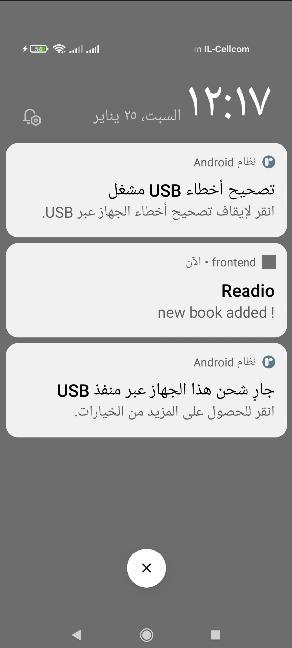 IL-Cellcom
١٢:١٧
السبت، ٢٥ يناير
نظام Android
تصحيح أخطاء USB مشغل
انقر لإيقاف تصحيح أخطاء الجهاز عبر USB.
frontend • الآن
Readio
new book added !
نظام Android
جارٍ شحن هذا الجهاز عبر منفذ USB
انقر للحصول على المزيد من الخيارات.